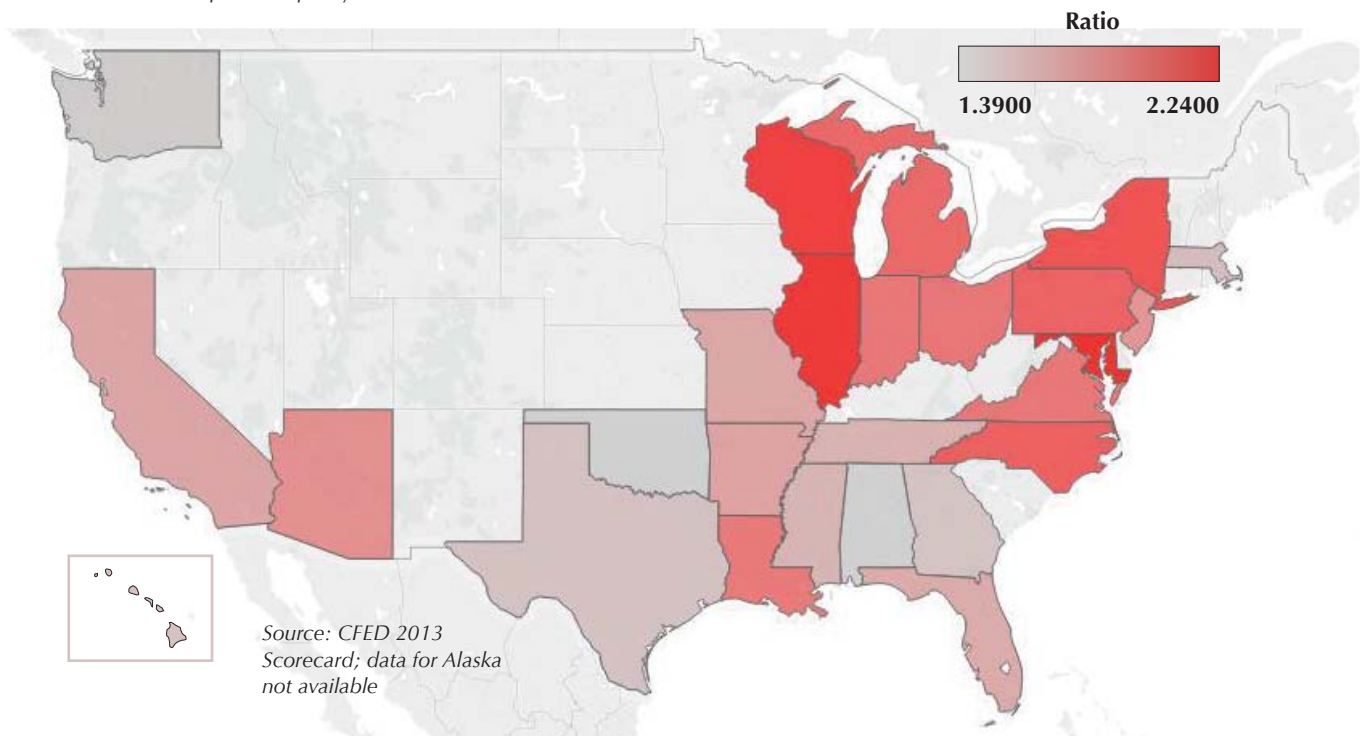 Ratio
1.3900 2.2400
Source: CFED 2013
Scorecard; data for Alaska
not available